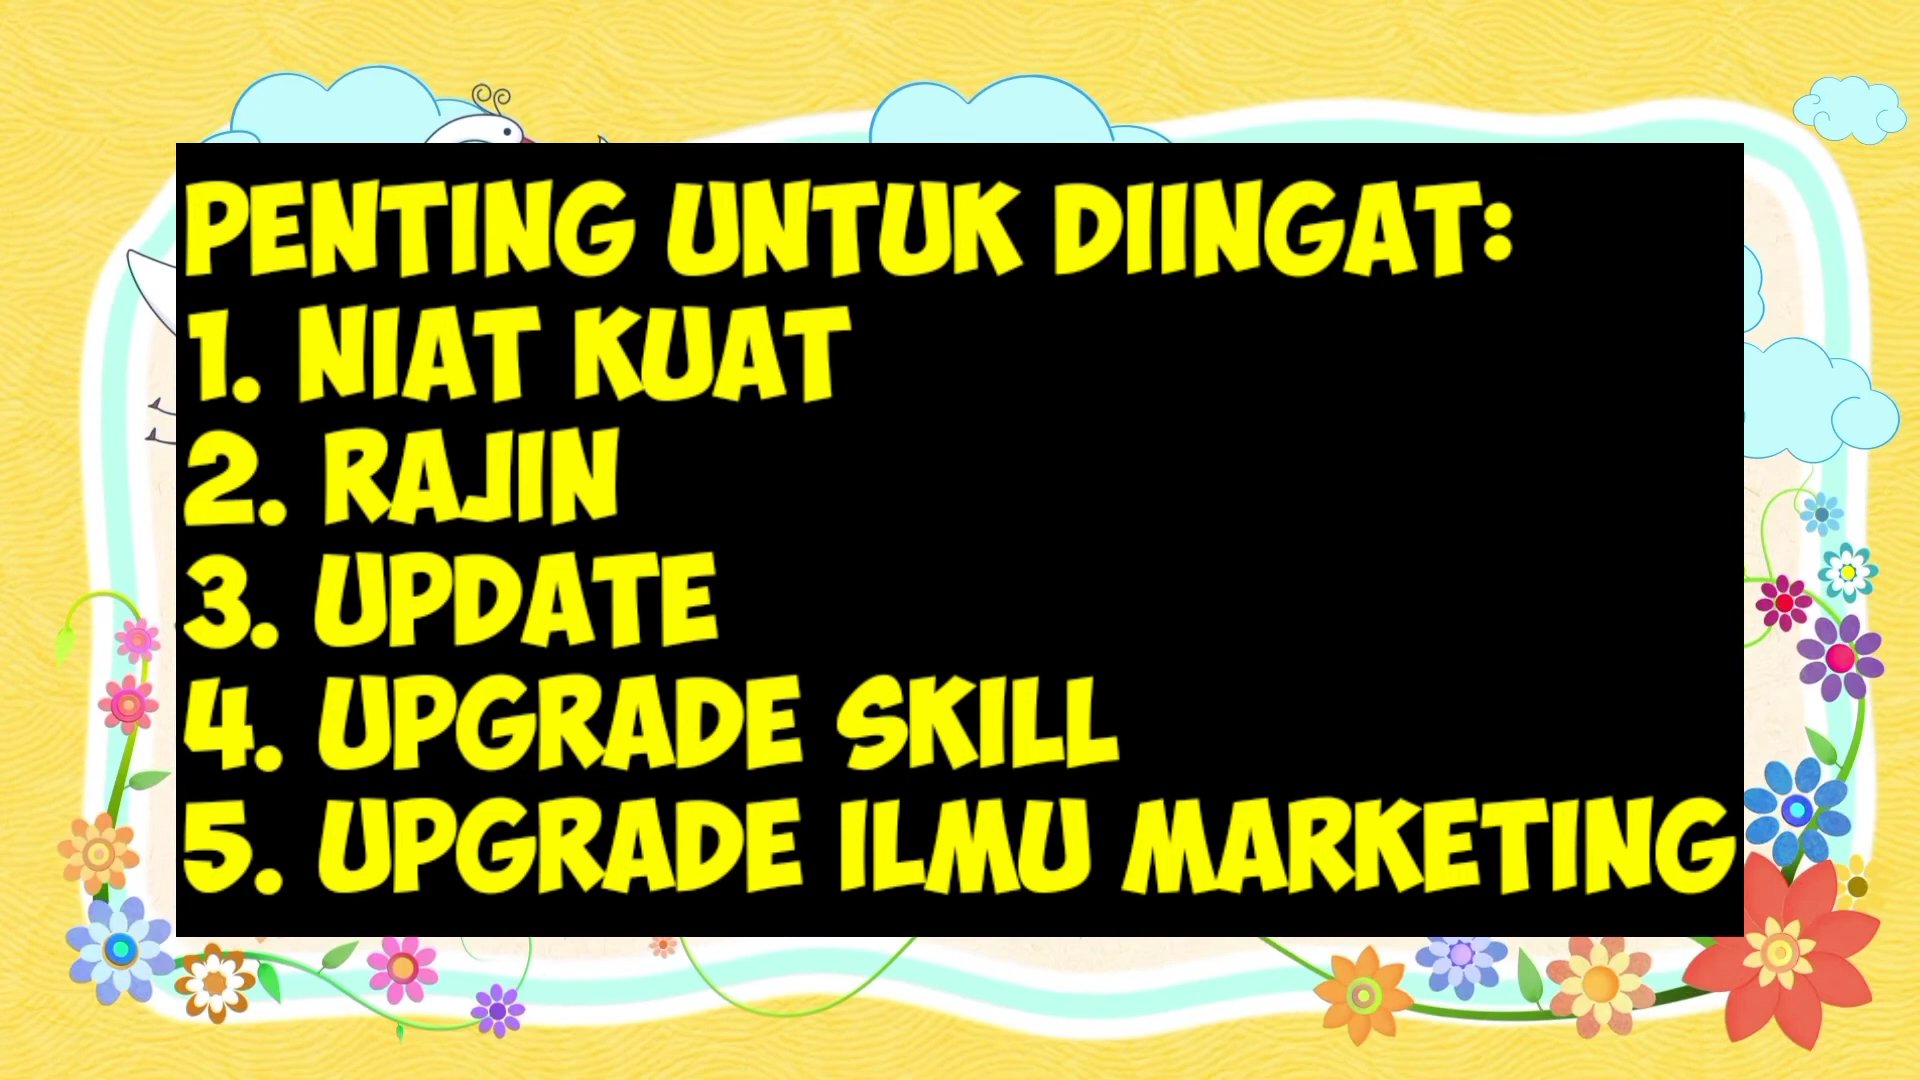 PENTING UNTUK DIINGAT:
1. NIAT KUAT
2. RAJIN
3. UPDATE
4. UPGRADE SKILL
5. UPGRADE ILMU MARKETING